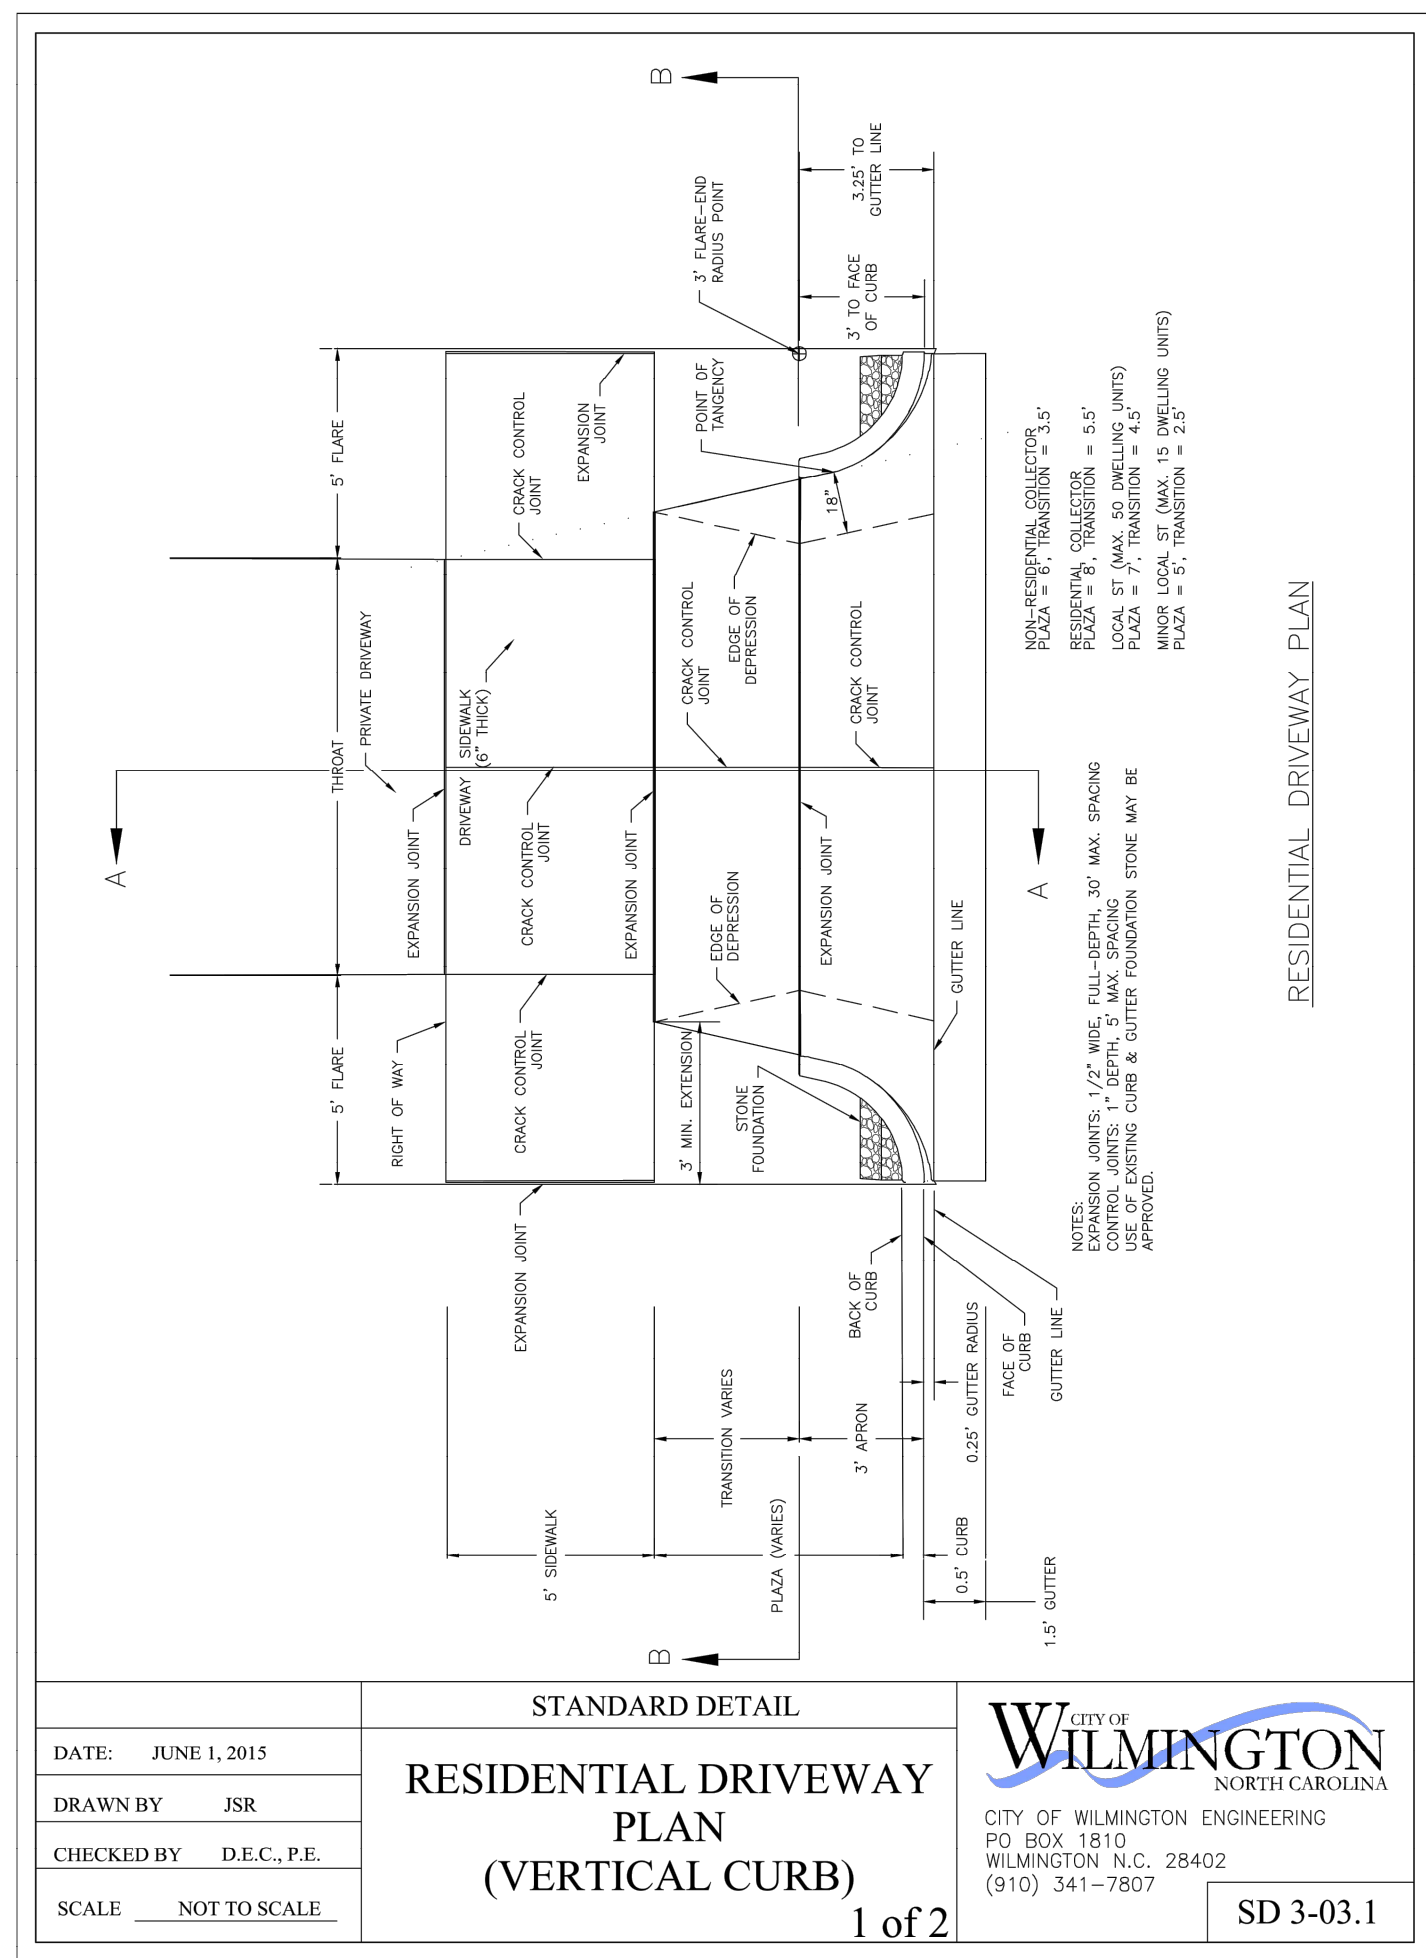 B
3.25' TO
GUTTER LINE
3' FLARE-END
RADIUS POINT
3' TO FACE
OF CURB
POINT OF
TANGENCY
5' FLARE
CRACK CONTROL
JOINT
EXPANSION
JOINT
18"
THROAT
PRIVATE DRIVEWAY
DRIVEWAY SIDEWALK
(6" THICK)
EDGE OF
DEPRESSION
CRACK CONTROL
JOINT
CRACK CONTROL
JOINT
A
EXPANSION JOINT
CRACK CONTROL
JOINT
EXPANSION JOINT
EDGE OF
DEPRESSION
EXPANSION JOINT
GUTTER LINE
A
5' FLARE
RIGHT OF WAY
CRACK CONTROL
JOINT
3' MIN. EXTENSION
STONE
FOUNDATION
EXPANSION JOINT
BACK OF
CURB
FACE OF
CURB
GUTTER LINE
0.25' GUTTER RADIUS
TRANSITION VARIES
3' APRON
5' SIDEWALK
PLAZA (VARIES)
0.5' CURB
1.5' GUTTER
B
NON-RESIDENTIAL COLLECTOR
PLAZA = 6', TRANSITION = 3.5'
RESIDENTIAL COLLECTOR
PLAZA = 8', TRANSITION = 5.5'
LOCAL ST (MAX. 50 DWELLING UNITS)
PLAZA = 7', TRANSITION = 4.5'
MINOR LOCAL ST (MAX. 15 DWELLING UNITS)
PLAZA = 5', TRANSITION = 2.5'
NOTES:
EXPANSION JOINTS: 1/2" WIDE, FULL-DEPTH, 30' MAX. SPACING
CONTROL JOINTS: 1" DEPTH, 5' MAX. SPACING
USE OF EXISTING CURB & GUTTER FOUNDATION STONE MAY BE
APPROVED.
RESIDENTIAL DRIVEWAY PLAN
DATE: JUNE 1, 2015
DRAWN BY JSR
CHECKED BY D.E.C., P.E.
SCALE NOT TO SCALE
STANDARD DETAIL
RESIDENTIAL DRIVEWAY
PLAN
(VERTICAL CURB)
1 of 2
CITY OF
WILMINGTON
NORTH CAROLINA
CITY OF WILMINGTON ENGINEERING
PO BOX 1810
WILMINGTON N.C. 28402
(910) 341-7807
SD 3-03.1